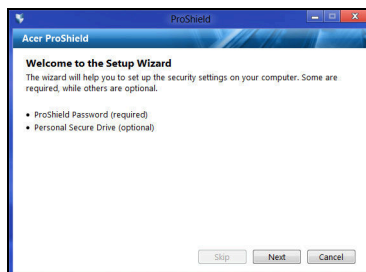 ProShield
Acer ProShield
Welcome to the Setup Wizard
The wizard will help you to set up the security settings on your computer. Some are
required, while others are optional.
• ProShield Password (required)
• Personal Secure Drive (optional)
Skip Next Cancel